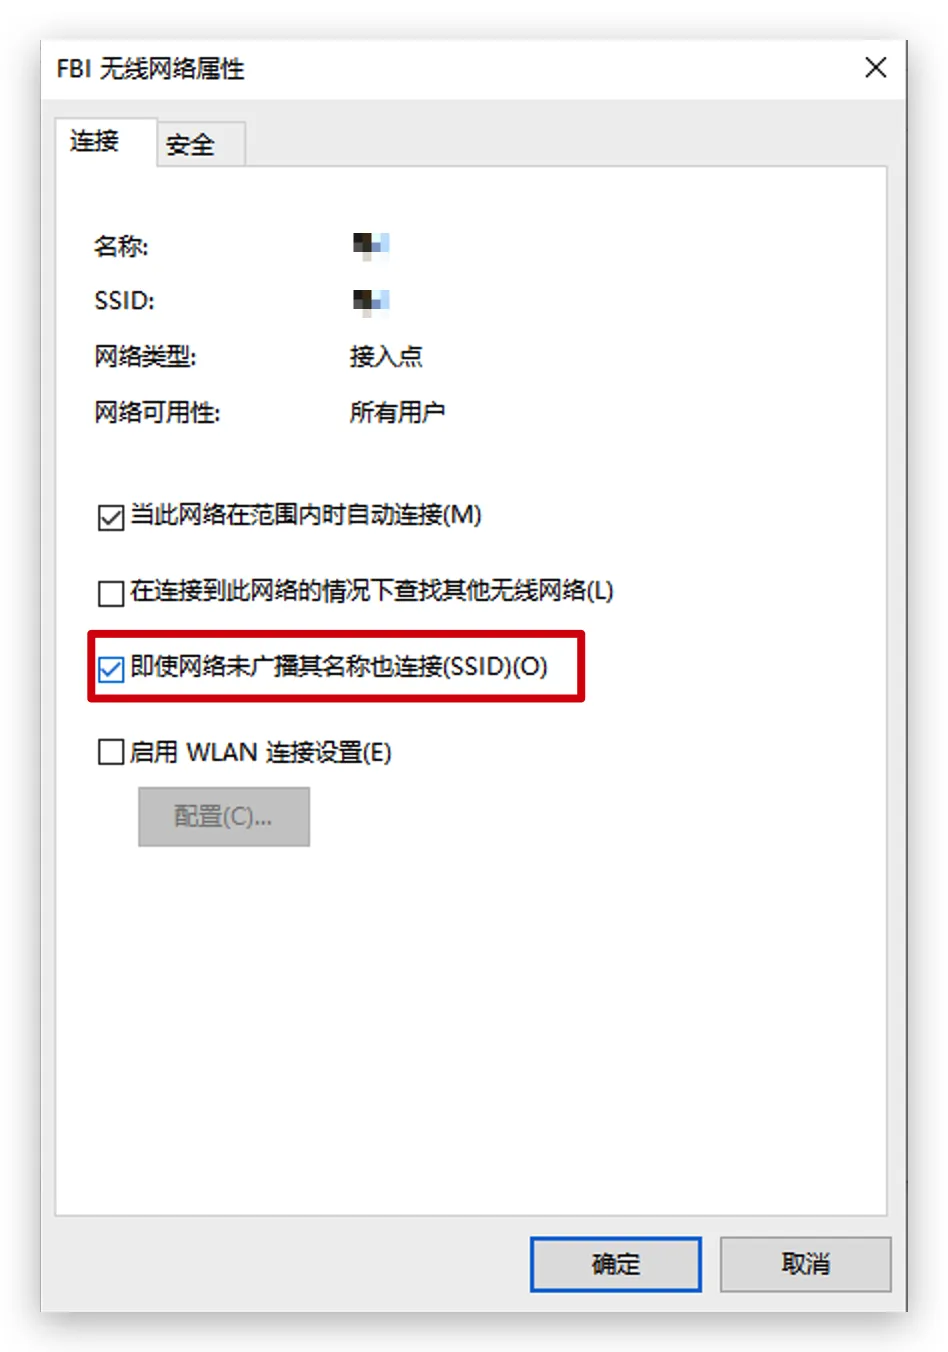 FBI 无线网络属性
连接
安全
名称:
SSID:
网络类型: 接入点
网络可用性: 所有用户
当此网络在范围内时自动连接(M)
在连接到此网络的情况下查找其他无线网络(L)
即使网络未广播其名称也连接(SSID)(O)
启用 WLAN 连接设置(E)
配置(C)...
确定
取消